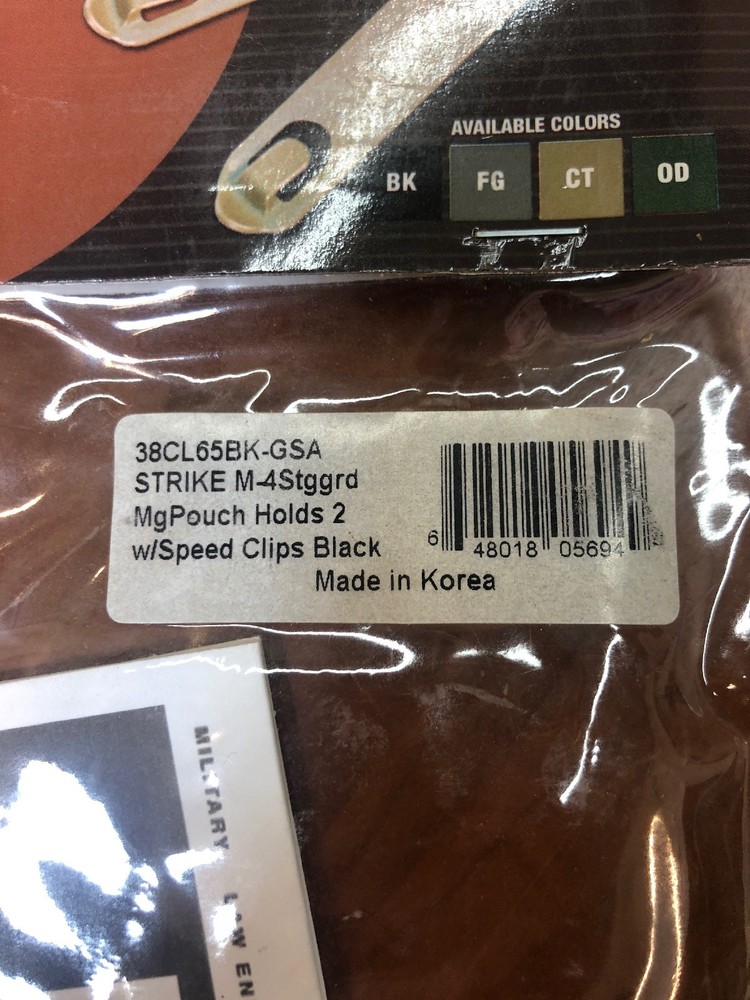 AVAILABLE COLORS
BK FG CT OD
38CL65BK-GSA
STRIKE M-4Stggrd
MgPouch Holds 2
w/Speed Clips Black
Made in Korea
6 48018 05694
MILITARY LAW EN